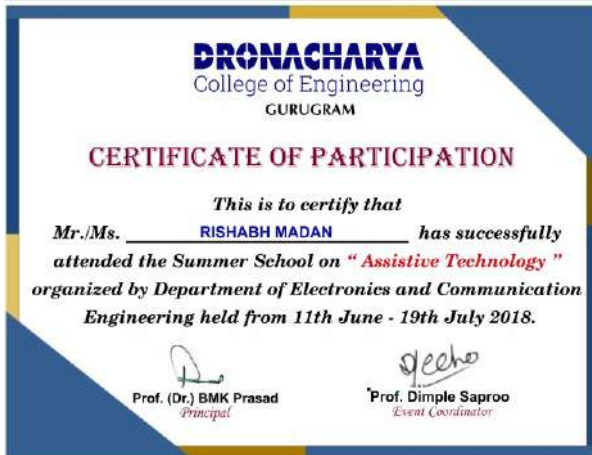 DRONACHARYA
College of Engineering
GURUGRAM
CERTIFICATE OF PARTICIPATION
This is to certify that
Mr./Ms. RISHABH MADAN has successfully
attended the Summer School on “ Assistive Technology ”
organized by Department of Electronics and Communication
Engineering held from 11th June - 19th July 2018.
Prof. (Dr.) BMK Prasad
Principal
Prof. Dimple Saproo
Event Coordinator